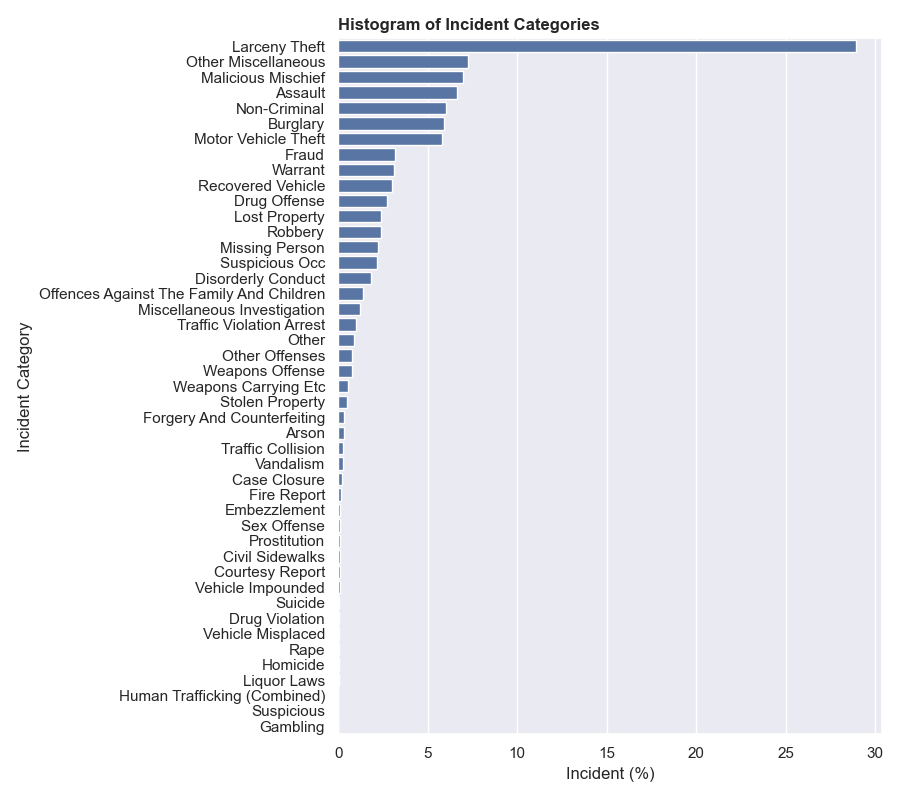 Histogram of Incident Categories
Larceny Theft
Other Miscellaneous
Malicious Mischief
Assault
Non-Criminal
Burglary
Motor Vehicle Theft
Fraud
Warrant
Recovered Vehicle
Drug Offense
Lost Property
Robbery
Missing Person
Suspicious Occ
Disorderly Conduct
Offences Against The Family And Children
Miscellaneous Investigation
Traffic Violation Arrest
Other
Other Offenses
Weapons Offense
Weapons Carrying Etc
Stolen Property
Forgery And Counterfeiting
Arson
Traffic Collision
Vandalism
Case Closure
Fire Report
Embezzlement
Sex Offense
Prostitution
Civil Sidewalks
Courtesy Report
Vehicle Impounded
Suicide
Drug Violation
Vehicle Misplaced
Rape
Homicide
Liquor Laws
Human Trafficking (Combined)
Suspicious
Gambling
Incident Category
0 5 10 15 20 25 30
Incident (%)